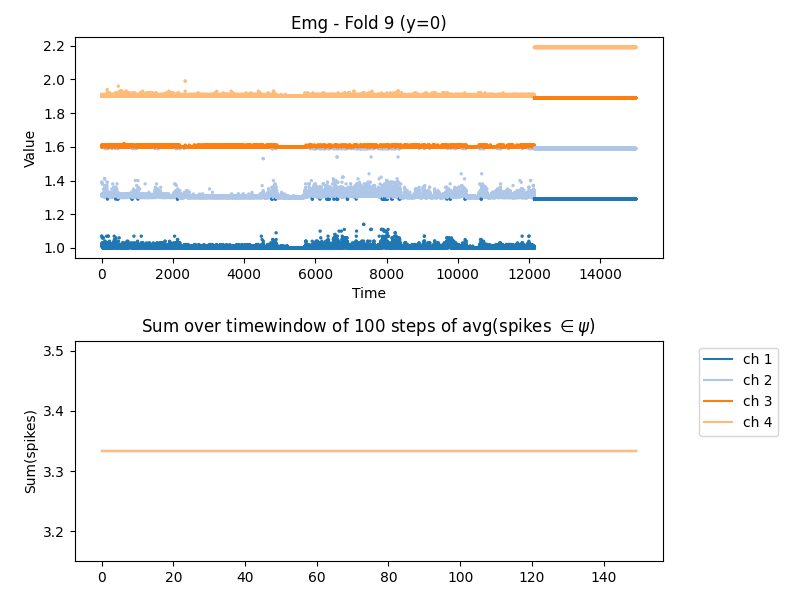 Emg - Fold 9 (y=0)
2.2
2.0
1.8
1.6
1.4
1.2
1.0
Value
0 2000 4000 6000 8000 10000 12000 14000
Time
Sum over timewindow of 100 steps of avg(spikes ∈ψ)
3.5
3.4
3.3
3.2
Sum(spikes)
0 20 40 60 80 100 120 140
ch 1
ch 2
ch 3
ch 4